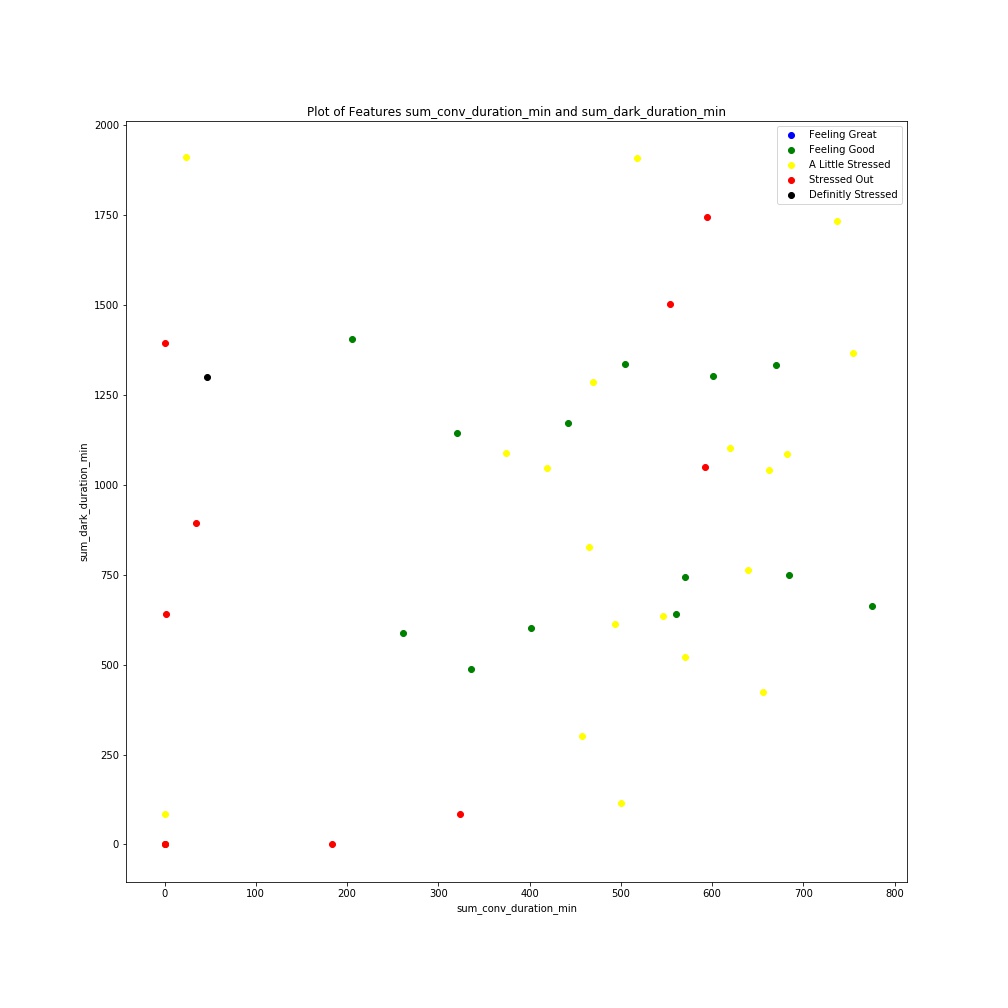 Plot of Features sum_conv_duration_min and sum_dark_duration_min
2000
1750
1500
1250
1000
750
500
250
0
sum_dark_duration_min
Feeling Great
Feeling Good
A Little Stressed
Stressed Out
Definitly Stressed
0 100 200 300 400 500 600 700 800
sum_conv_duration_min